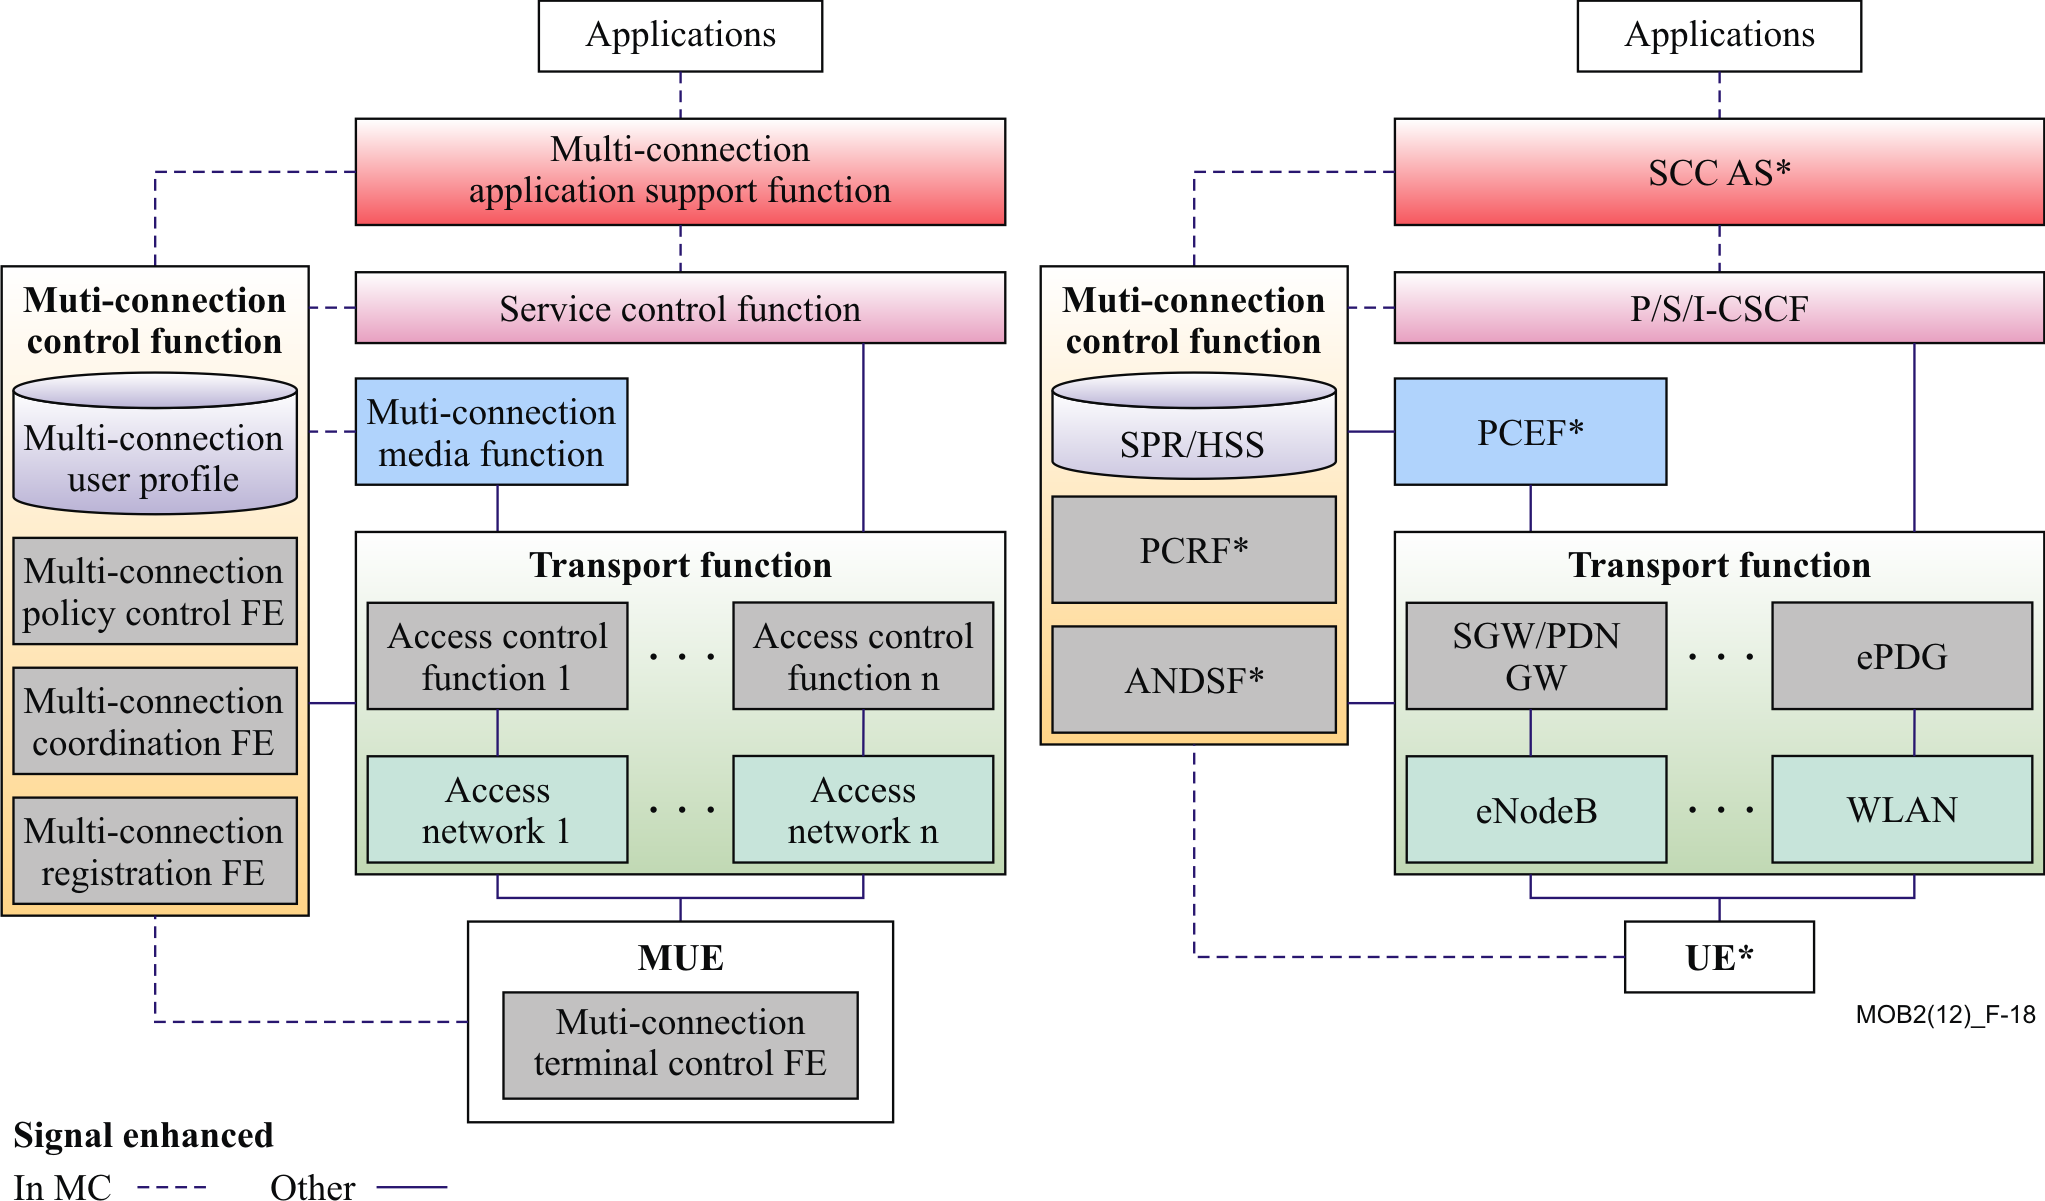 Applications
Multi-connection
application support function
Muti-connection
control function
Service control function
Multi-connection
user profile
Muti-connection
media function
Multi-connection
policy control FE
Multi-connection
coordination FE
Multi-connection
registration FE
Transport function
Access control
function 1
. . .
Access control
function n
Access
network 1
. . .
Access
network n
MUE
Muti-connection
terminal control FE
Signal enhanced
In MC
Other
Applications
SCC AS*
Muti-connection
control function
P/S/I-CSCF
SPR/HSS
PCEF*
PCRF*
ANDSF*
Transport function
SGW/PDN
GW
. . .
ePDG
eNodeB
. . .
WLAN
UE*
MOB2(12)_F-18